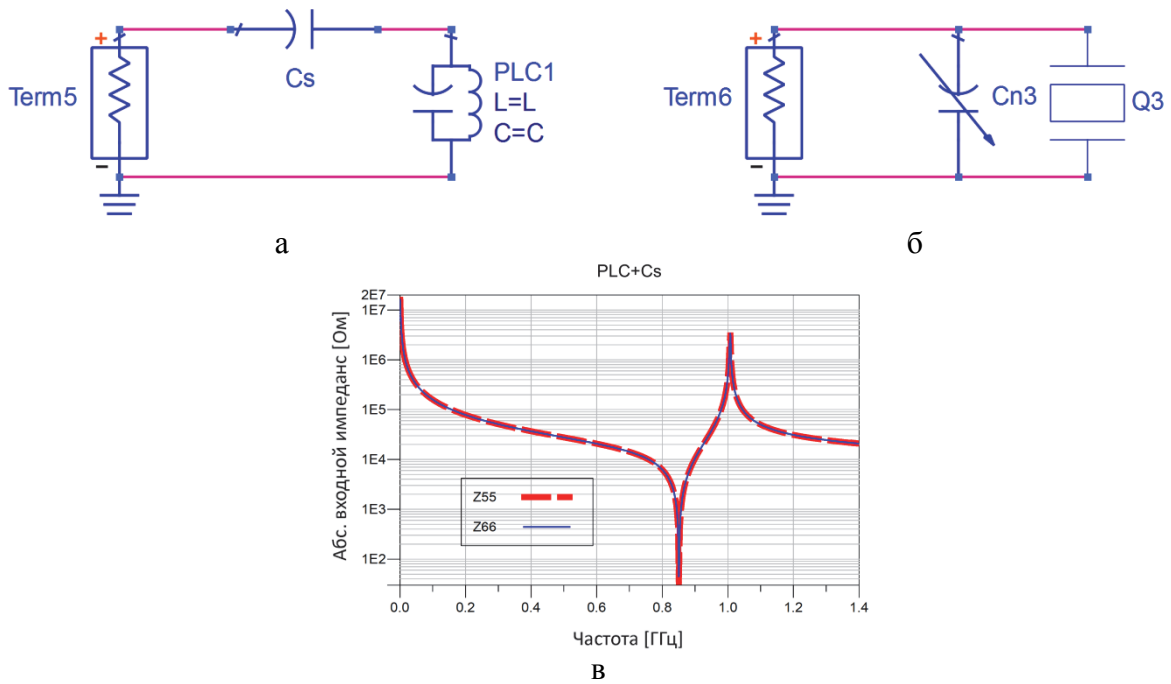 +
Term5
−
Cs
PLC1
L=L
C=C
а
+
Term6
−
Cn3
Q3
б
PLC+Cs
Абс. входной импеданс [Ом]
2E7
1E7
1E6
1E5
1E4
1E3
1E2
Z55
Z66
0.0 0.2 0.4 0.6 0.8 1.0 1.2 1.4
Частота [ГГц]
в